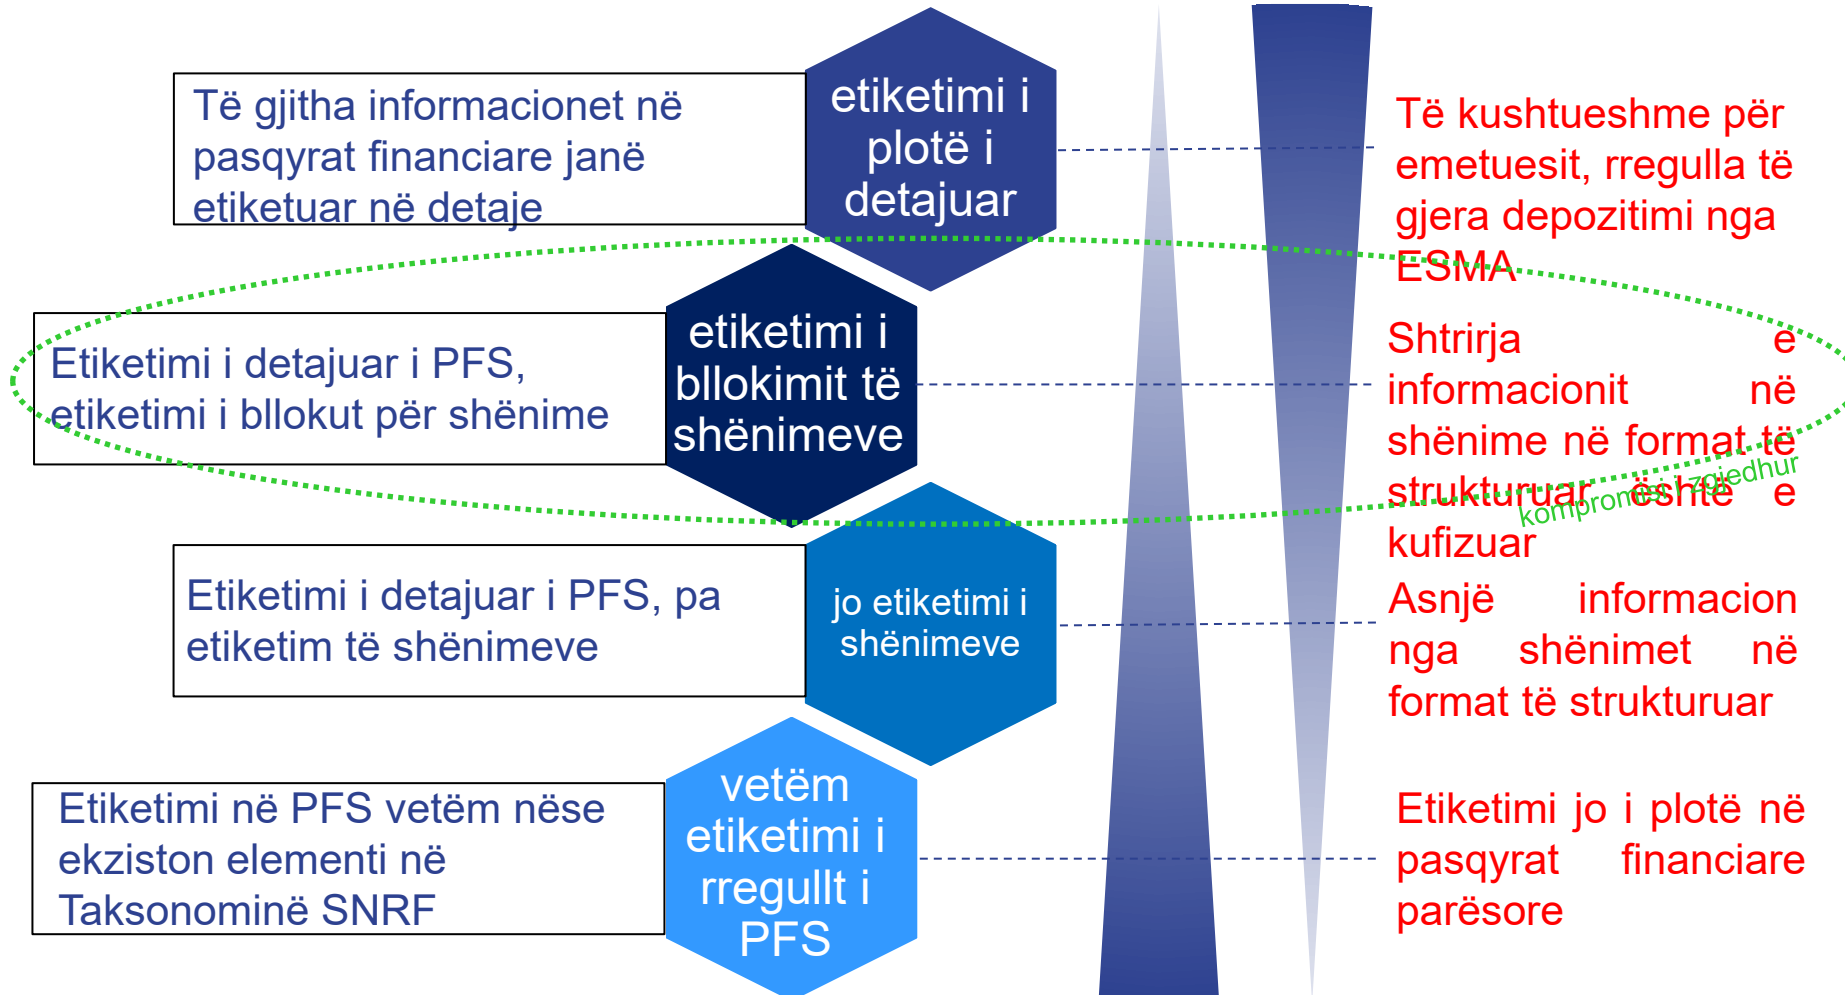 Të gjitha informacionet në
pasqyrat financiare janë
etiketuar në detaje
etiketimi i
plotë i
detajuar
Të kushtueshme për
emetuesit, rregulla të
gjera depozitimi nga
ESMA
Etiketimi i detajuar i PFS,
etiketimi i bllokut për shënime
etiketimi i
bllokimit të
shënimeve
Shtrirja e
informacionit në
shënime në format të
strukturuar është e
kufizuar
kompromisi i zgjedhur
Etiketimi i detajuar i PFS, pa
etiketim të shënimeve
jo etiketimi i
shënimeve
Asnjë informacion
nga shënimet në
format të strukturuar
Etiketimi në PFS vetëm nëse
ekziston elementi në
Taksonominë SNRF
vetëm
etiketimi i
rregullt i
PFS
Etiketimi jo i plotë në
pasqyrat financiare
parësore